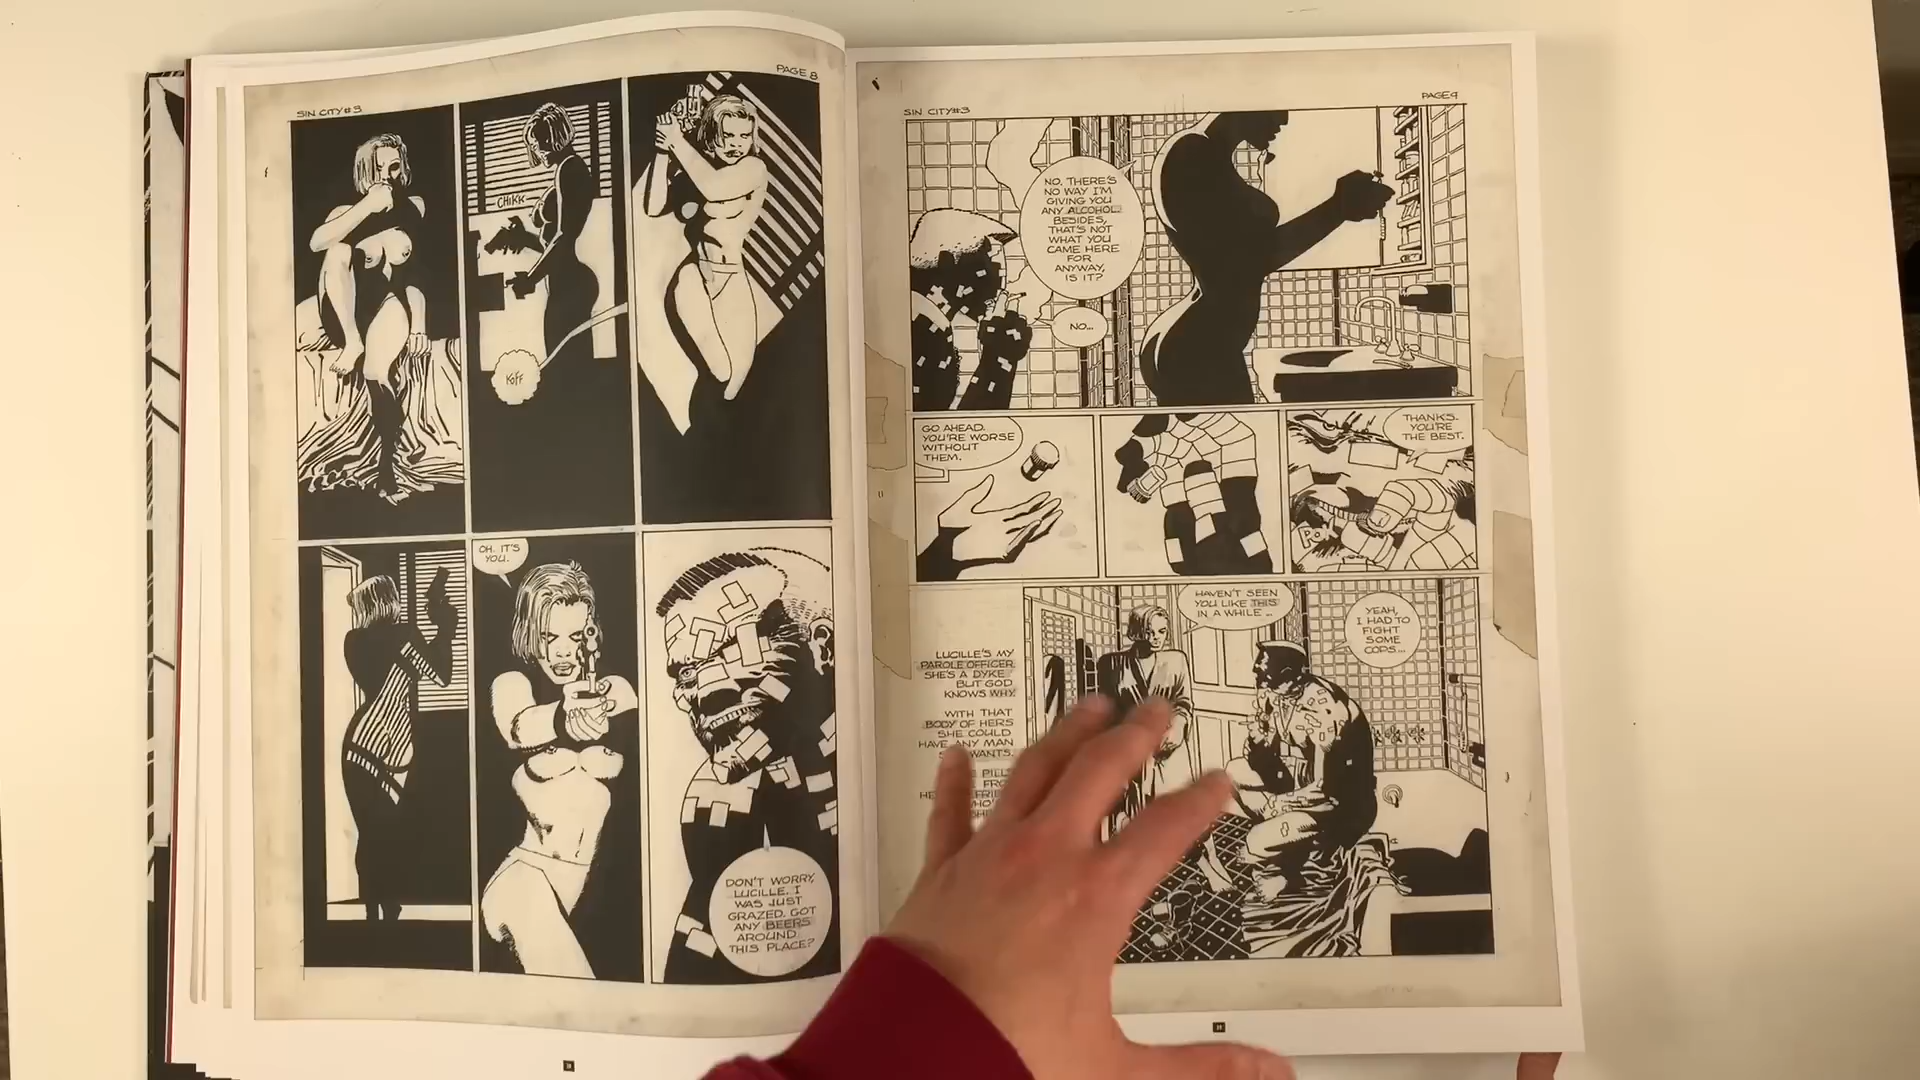 SIN CITY #3
PAGE 8
CHIKK
KOFF
OH. IT'S
YOU.
DON'T WORRY,
LUCILLE. I
WAS JUST
GRAZED. GOT
ANY BEERS
AROUND
THIS PLACE?
SIN CITY #3
PAGE 9
NO. THERE'S
NO WAY I'M
GIVING YOU
ANY ALCOHOL.
BESIDES,
THAT'S NOT
WHAT YOU
CAME HERE
FOR
ANYWAY,
IS IT?
NO...
GO AHEAD.
YOU'RE WORSE
WITHOUT
THEM.
THANKS.
YOU'RE
THE BEST.
POK
HAVEN'T SEEN
YOU LIKE THIS
IN A WHILE...
YEAH,
I HAD TO
FIGHT
SOME
COPS...
LUCILLE'S MY
PAROLE OFFICER.
SHE'S A DYKE
BUT GOD
KNOWS WHY.
WITH THAT
BODY OF HERS
SHE COULD
HAVE ANY MAN
WANTS.